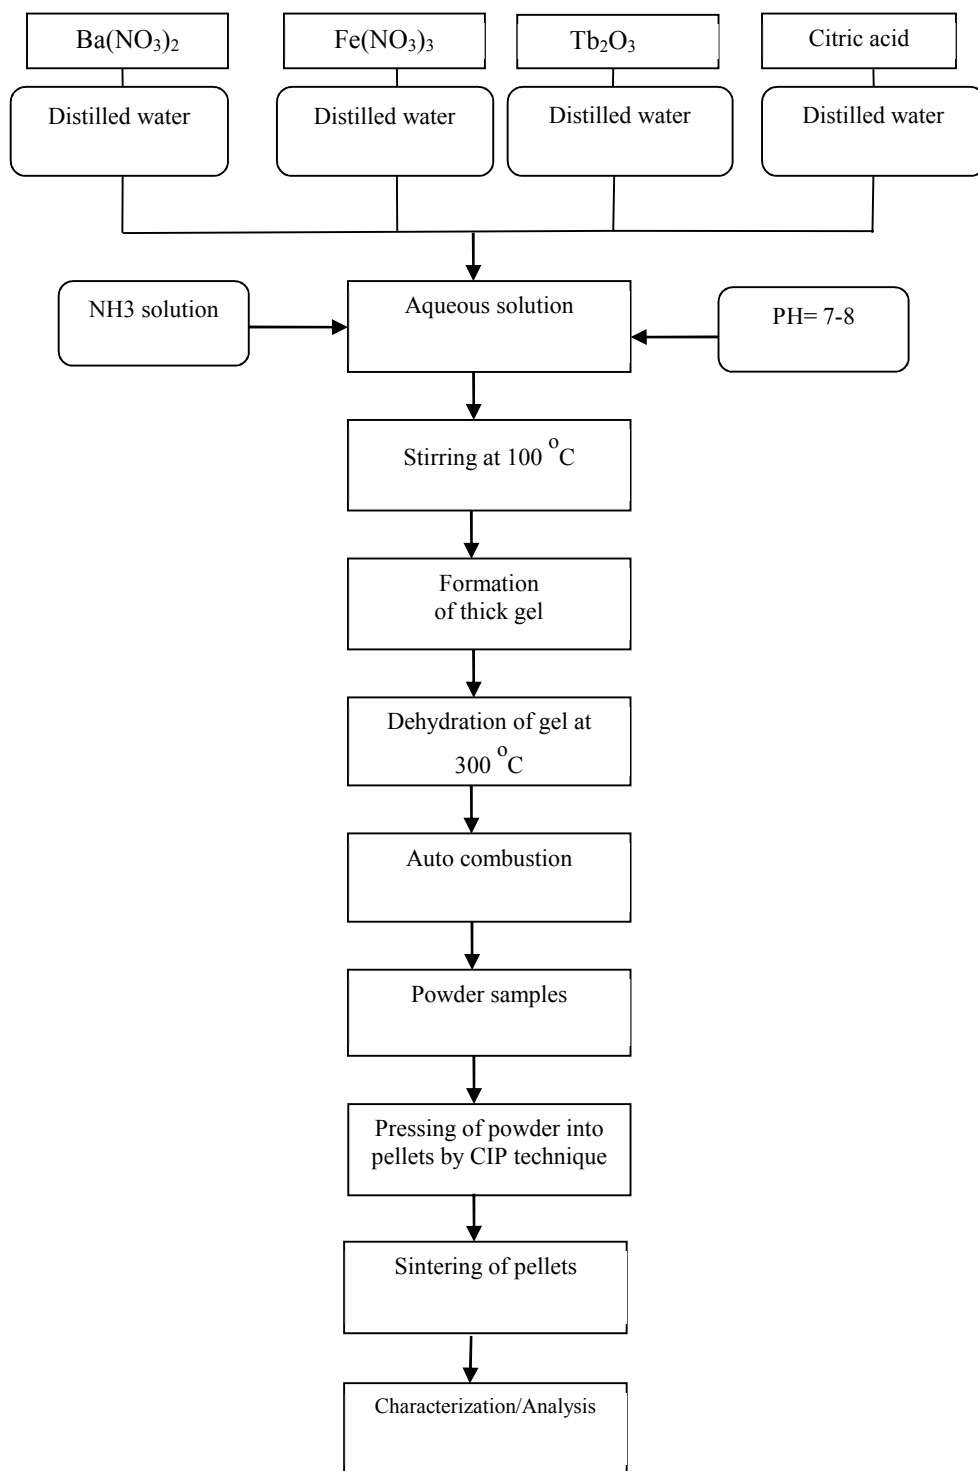 Ba(NO₃)₂
Fe(NO₃)₃
Tb₂O₃
Citric acid
Distilled water
Distilled water
Distilled water
Distilled water
NH3 solution
Aqueous solution
PH= 7-8
Stirring at 100 °C
Formation
of thick gel
Dehydration of gel at
300 °C
Auto combustion
Powder samples
Pressing of powder into
pellets by CIP technique
Sintering of pellets
Characterization/Analysis